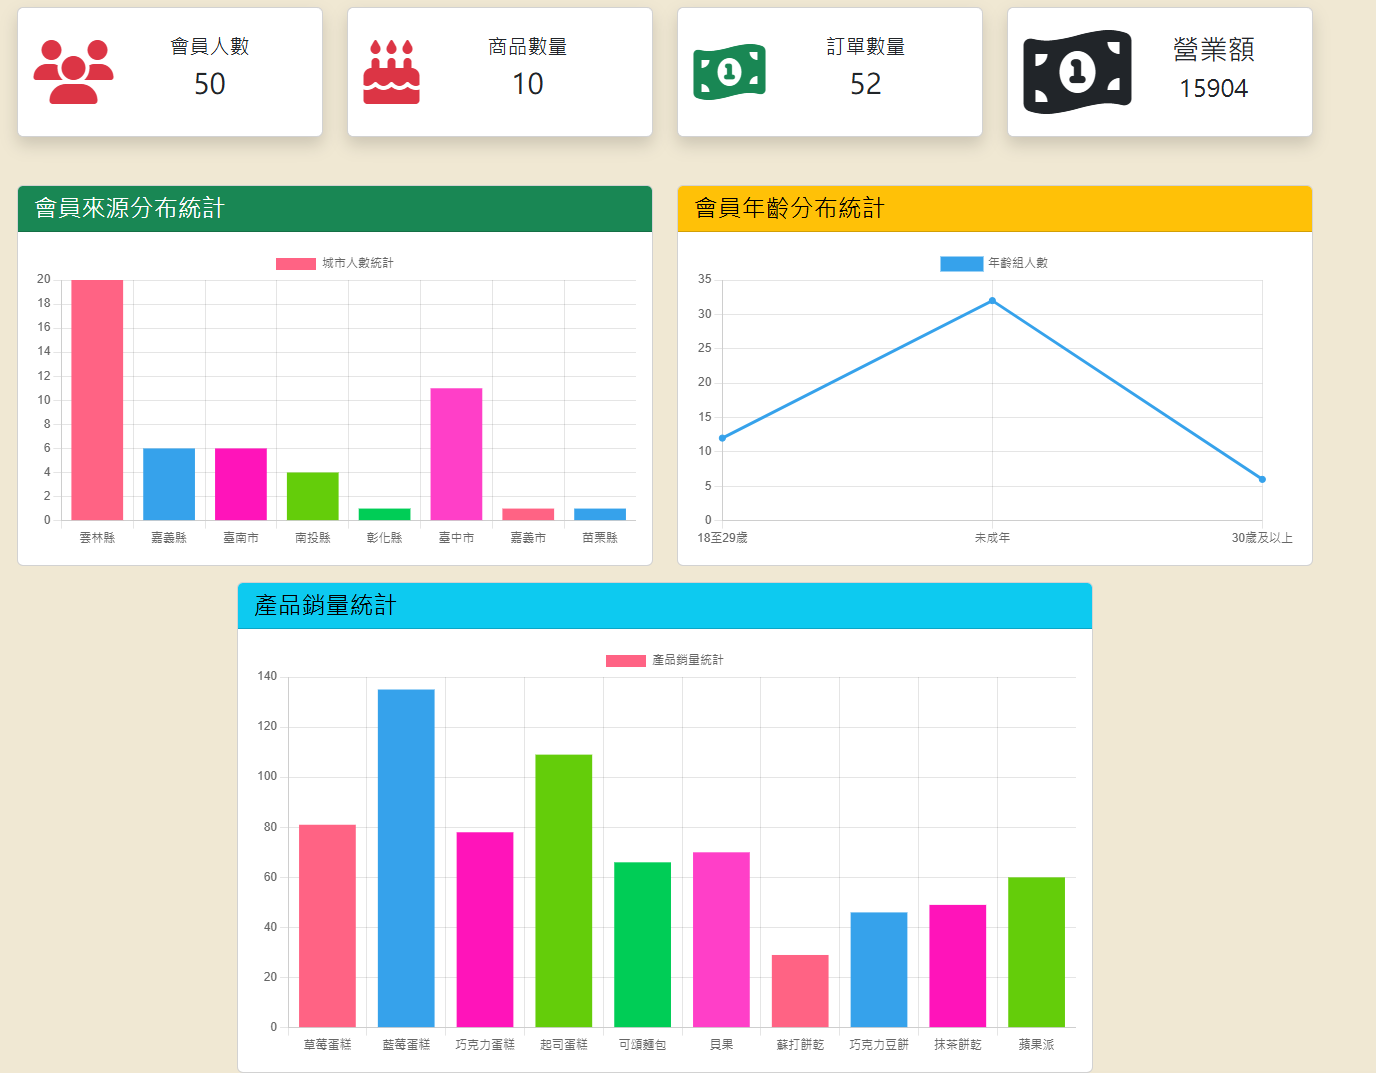 會員人數
50
商品數量
10
訂單數量
52
營業額
15904
會員來源分布統計
城市人數統計
20
18
16
14
12
10
8
6
4
2
0
雲林縣 嘉義縣 臺南市 南投縣 彰化縣 臺中市 嘉義市 苗栗縣
會員年齡分布統計
年齡組人數
35
30
25
20
15
10
5
0
18至29歲 未成年 30歲及以上
產品銷量統計
產品銷量統計
140
120
100
80
60
40
20
0
草莓蛋糕 藍莓蛋糕 巧克力蛋糕 起司蛋糕 可頌麵包 貝果 蘇打餅乾 巧克力豆餅 抹茶餅乾 蘋果派